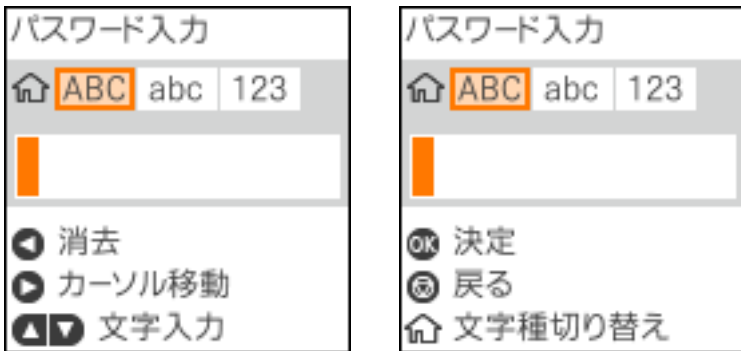 パスワード入力
ABC abc 123
消去
カーソル移動
文字入力
パスワード入力
ABC abc 123
OK 決定
戻る
文字種切り替え